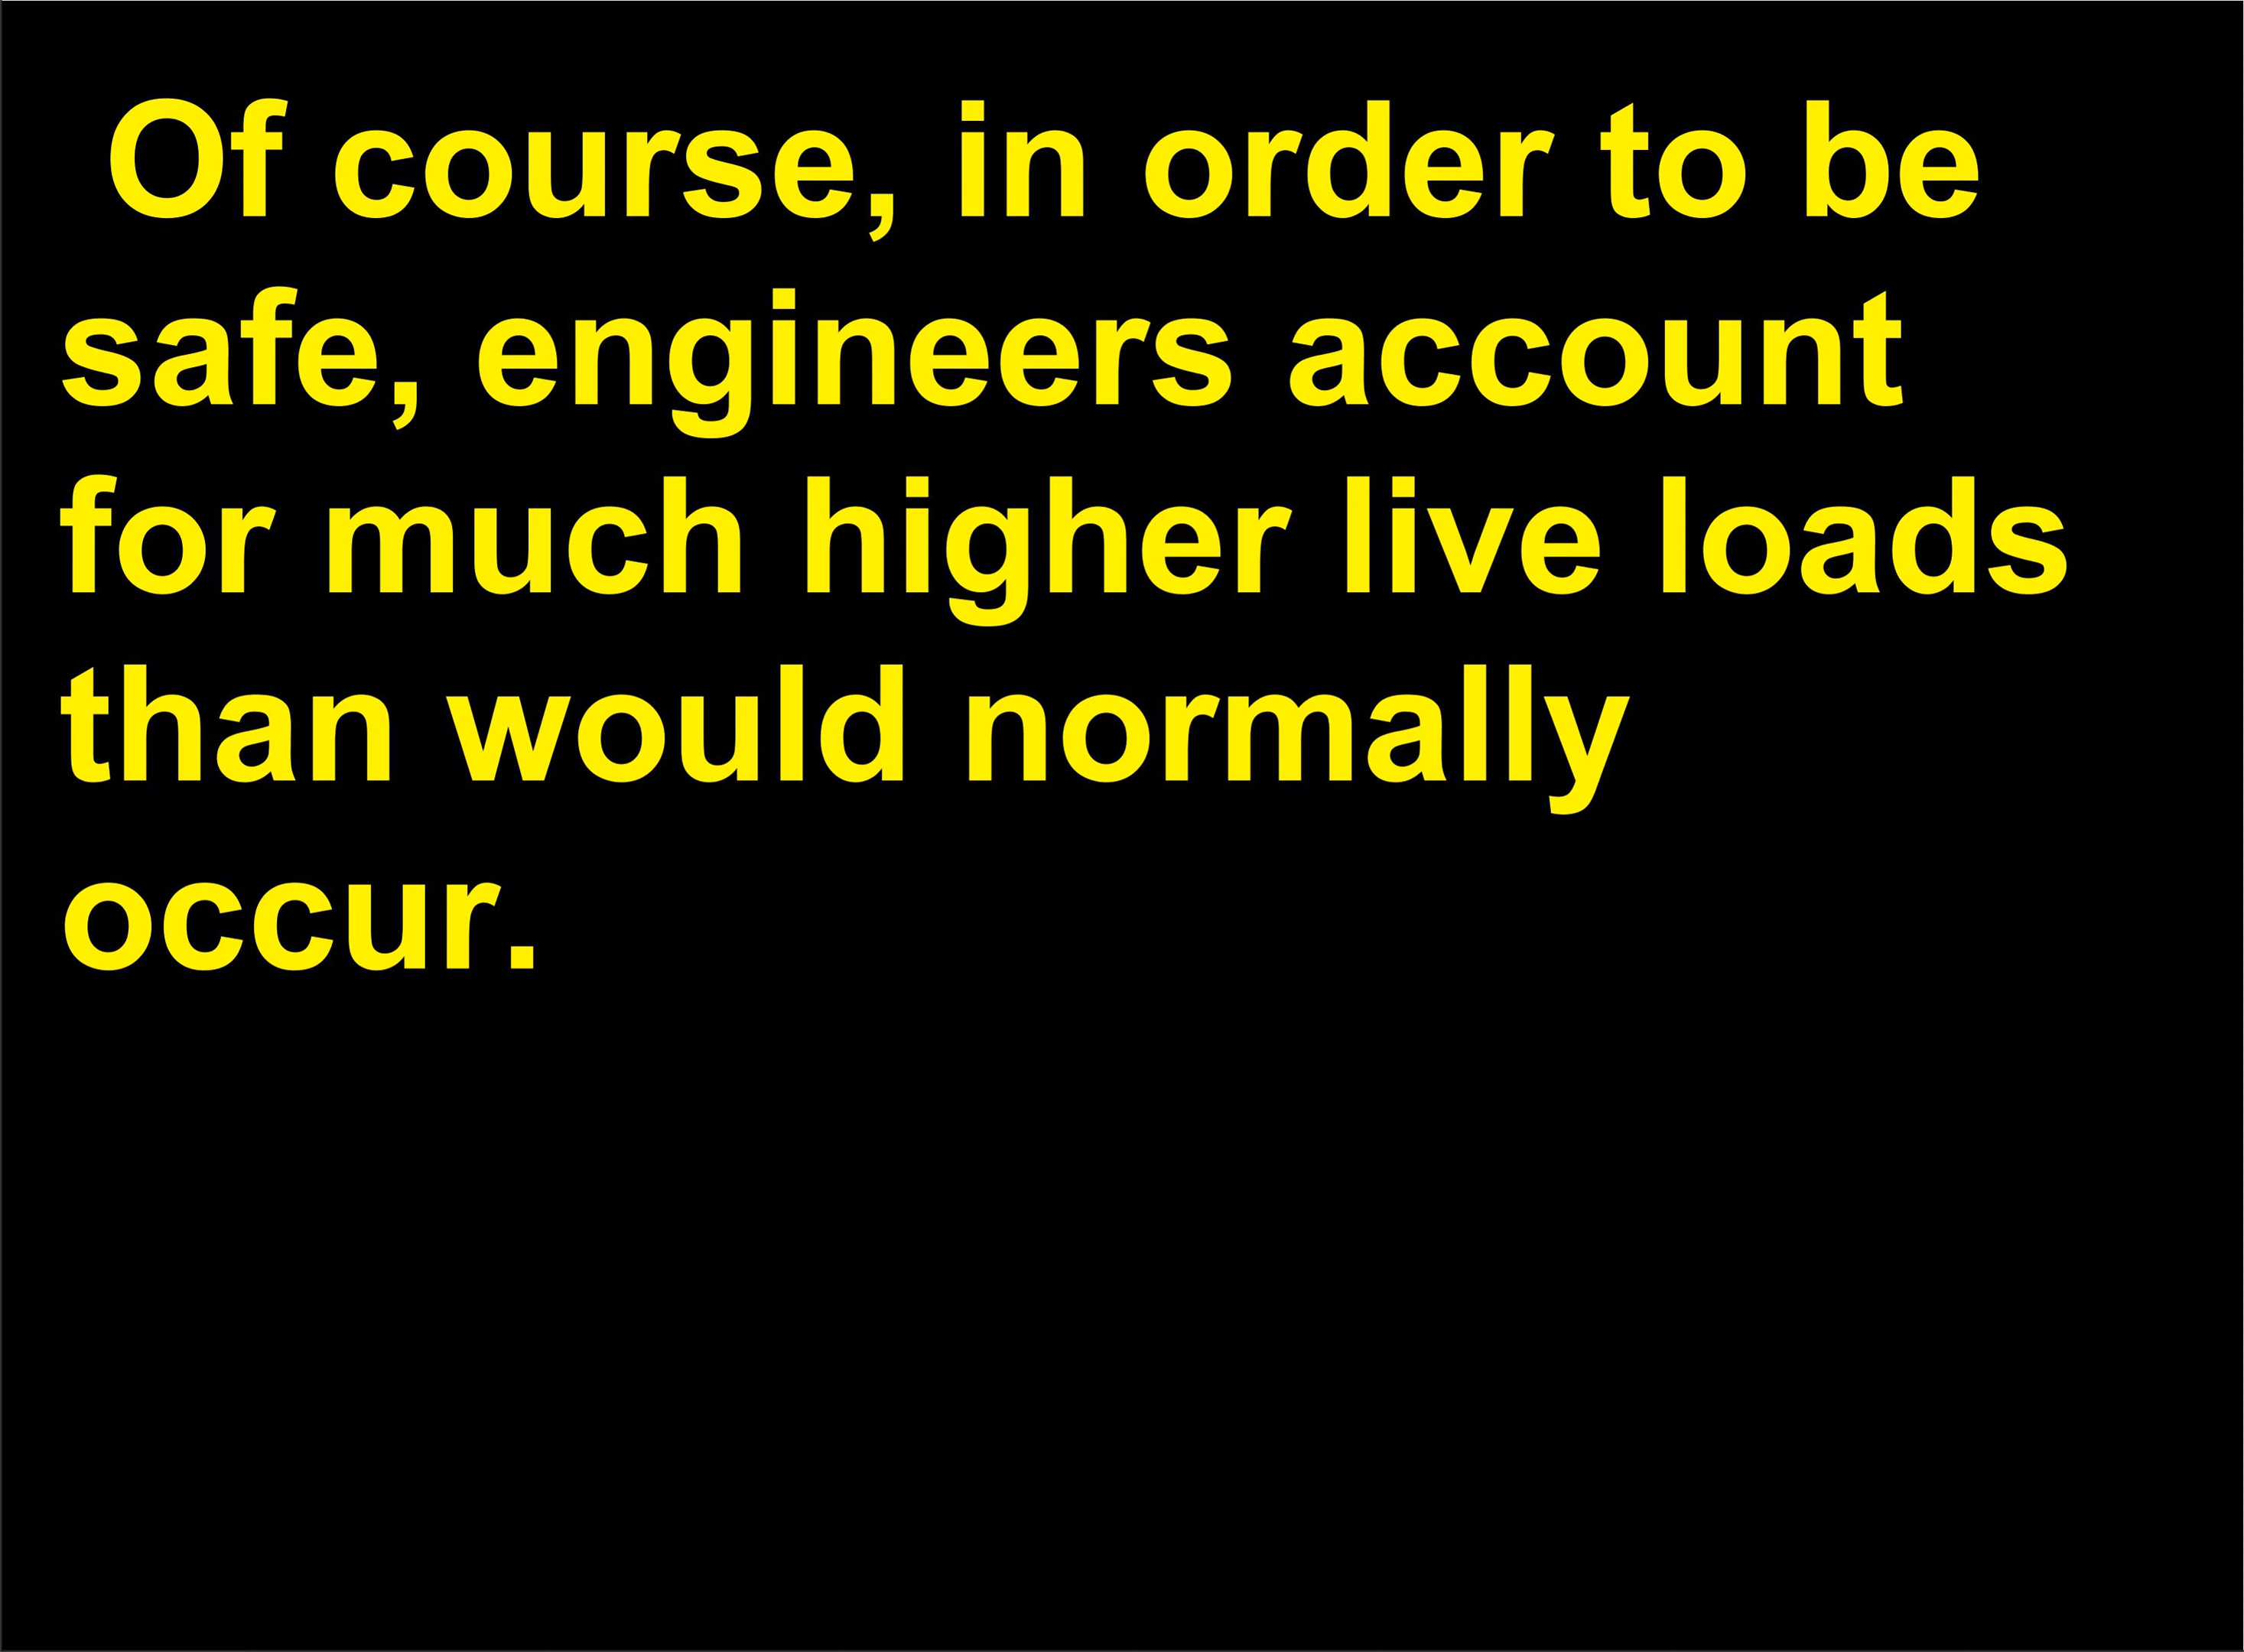 Of course, in order to be
safe, engineers account
for much higher live loads
than would normally
occur.